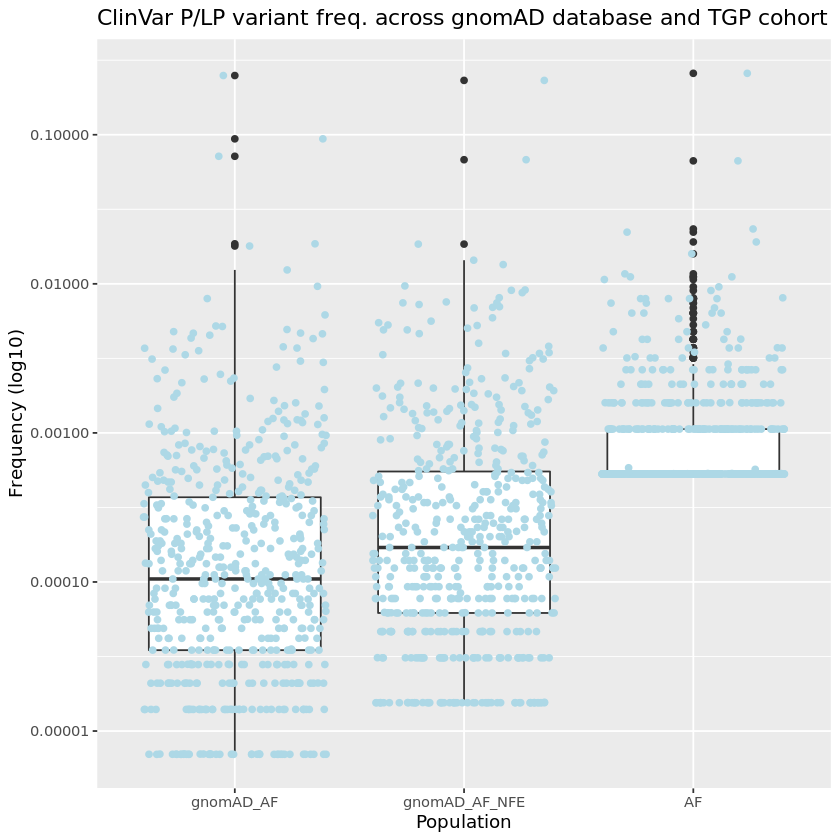 ClinVar P/LP variant freq. across gnomAD database and TGP cohort
Frequency (log10)
0.10000
0.01000
0.00100
0.00010
0.00001
gnomAD_AF
gnomAD_AF_NFE
AF
Population